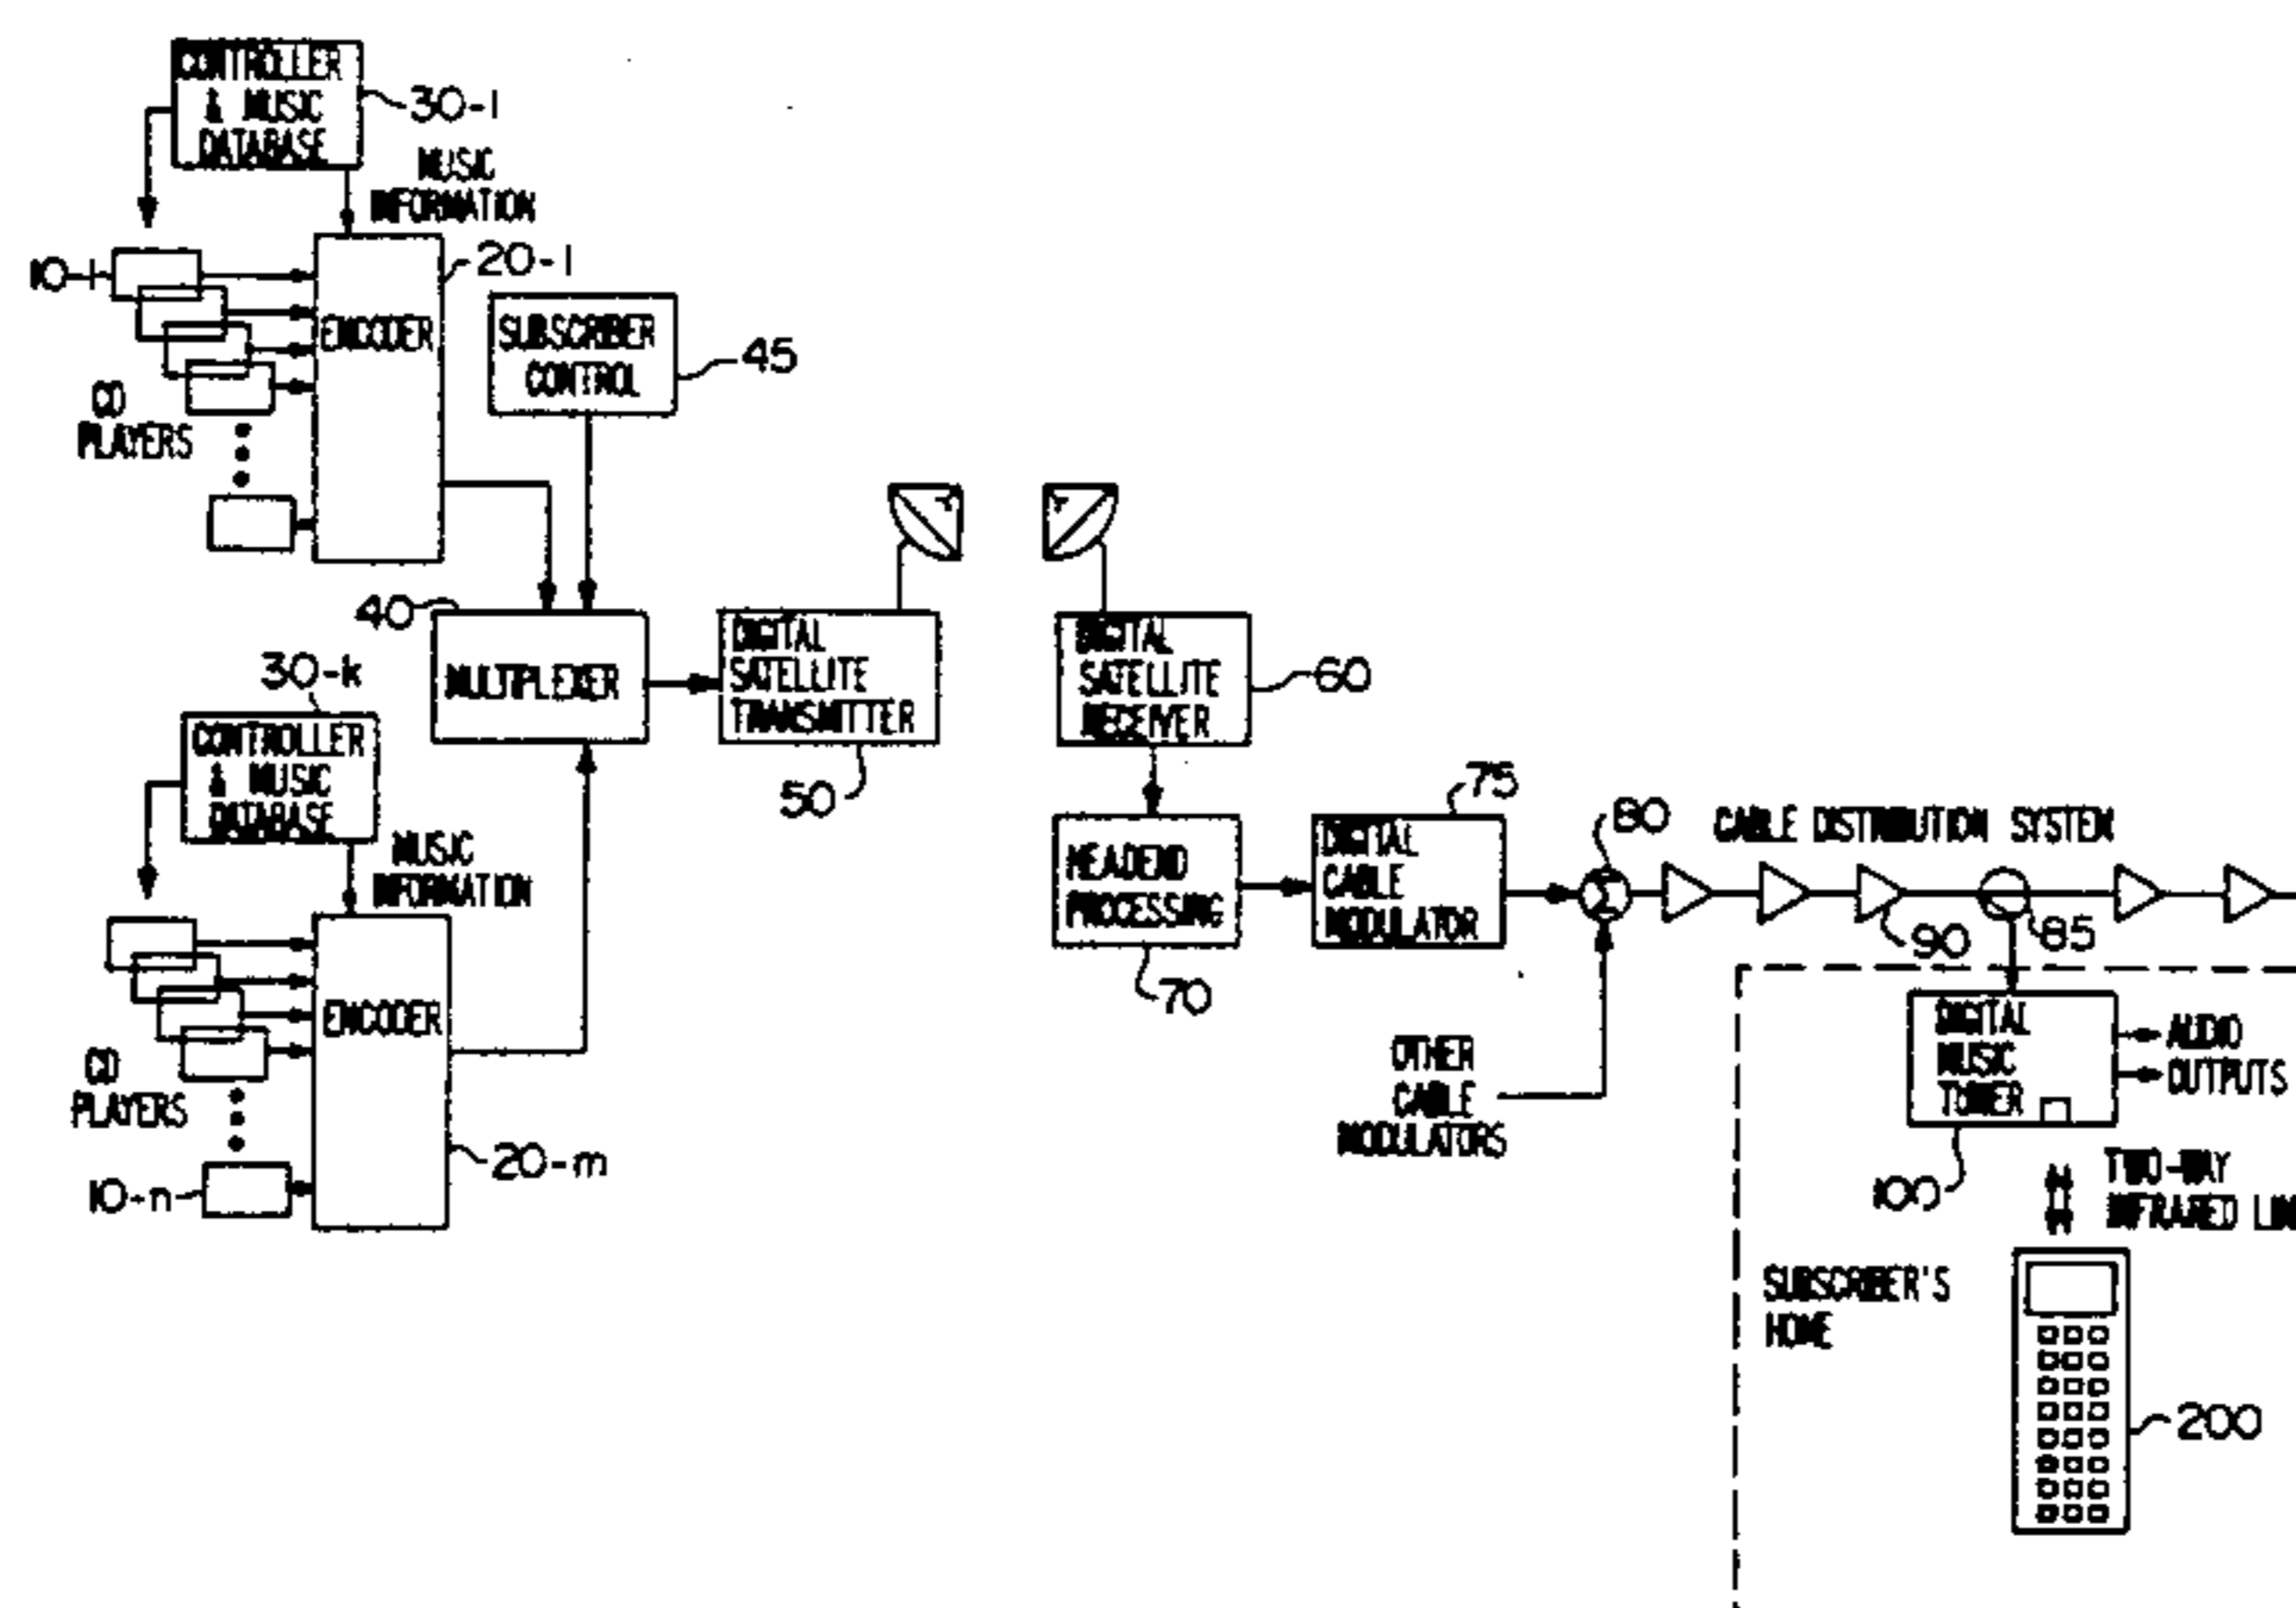 CONTROLLER
& MUSIC
DATABASE
30-1
MUSIC
INFORMATION
10-1
20-1
ENCODER
SUBSCRIBER
CONTROL
45
CD
PLAYERS
40
MULTIPLEXER
DIGITAL
SATELLITE
TRANSMITTER
50
DIGITAL
SATELLITE
RECEIVER
60
30-k
CONTROLLER
& MUSIC
DATABASE
MUSIC
INFORMATION
ENCODER
CD
PLAYERS
10-n
20-m
HEADEND
PROCESSING
70
DIGITAL
CABLE
MODULATOR
75
80
Σ
CABLE DISTRIBUTION SYSTEM
90
85
OTHER
CABLE
MODULATORS
DIGITAL
MUSIC
TUNER
AUDIO
OUTPUTS
100
TWO-WAY
INFRARED
SUBSCRIBER'S
HOME
200